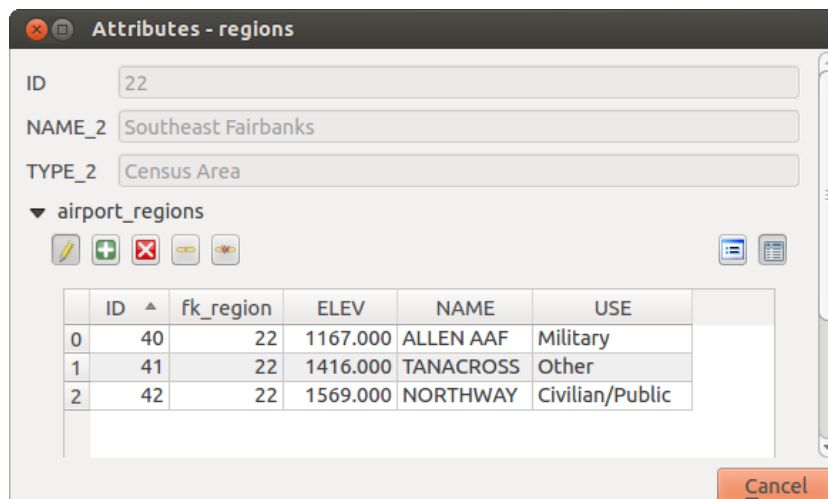 Attributes - regions
ID 22
NAME_2 Southeast Fairbanks
TYPE_2 Census Area
airport_regions
ID fk_region ELEV NAME USE
0 40 22 1167.000 ALLEN AAF Military
1 41 22 1416.000 TANACROSS Other
2 42 22 1569.000 NORTHWAY Civilian/Public
Cancel